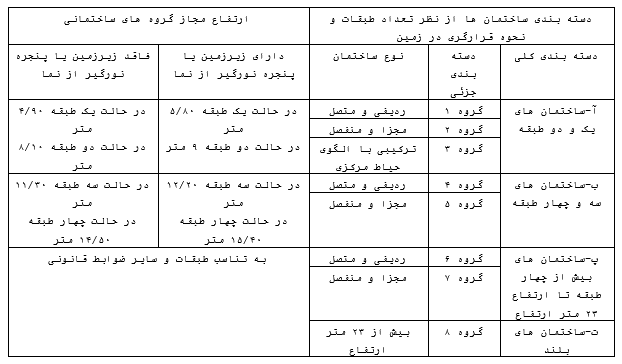 دسته بندی ساختمان ها از نظر تعداد طبقات و
نحوه قرارگری در زمین
ارتفاع مجاز گروه های ساختمانی
دسته بندی کلی
دسته
بندی
جزئی
نوع ساختمان
دارای زیرزمین یا
پنجره نورگیر از نما
فاقد زیرزمین یا پنجره
نورگیر از نما
آ-ساختمان های
یک و دو طبقه
گروه ۱
ردیفی و متصل
گروه ۲
مجزا و منفصل
گروه ۳
ترکیبی با الگوی
حیاط مرکزی
در حالت یک طبقه ۵/۸۰
متر
در حالت دو طبقه ۹ متر
در حالت یک طبقه ۴/۹۰
متر
در حالت دو طبقه ۸/۱۰
متر
ب-ساختمان های
سه و چهار طبقه
گروه ۴
ردیفی و متصل
گروه ۵
مجزا و منفصل
در حالت سه طبقه ۱۲/۲۰
متر
در حالت چهار طبقه
۱۵/۴۰ متر
در حالت سه طبقه ۱۱/۳۰
متر
در حالت چهار طبقه
۱۴/۵۰ متر
پ-ساختمان های
بیش از چهار
طبقه تا ارتفاع
۲۳ متر ارتفاع
گروه ۶
ردیفی و متصل
گروه ۷
مجزا و منفصل
به تناسب طبقات و سایر ضوابط قانونی
ت-ساختمان های
بلند
گروه ۸
بیش از ۲۳ متر
ارتفاع